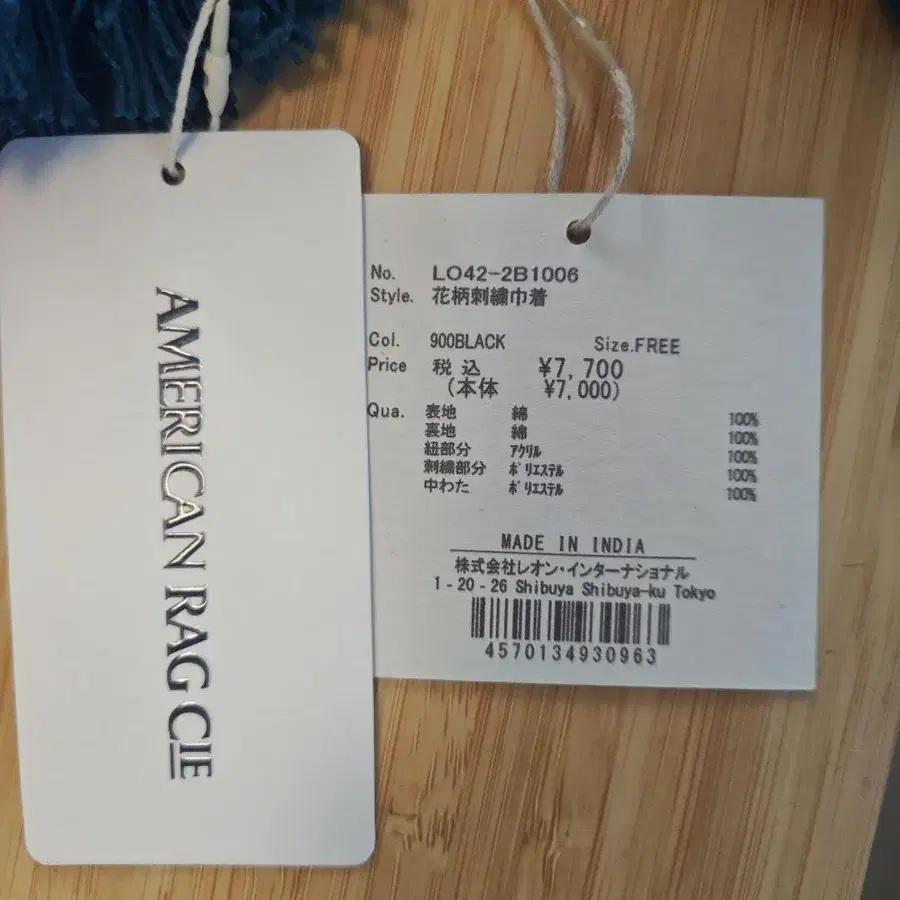 AMERICAN RAG CIE
No. LO42-2B1006
Style. 花柄刺繍巾着
Col. 900BLACK Size.FREE
Price 税込 ¥7,700
(本体 ¥7,000)
Qua. 表地 綿 100%
裏地 綿 100%
紐部分 アクリル 100%
刺繍部分 ポリエステル 100%
中わた ポリエステル 100%
MADE IN INDIA
株式会社レオン・インターナショナル
1-20-26 Shibuya Shibuya-ku Tokyo
4570134930963